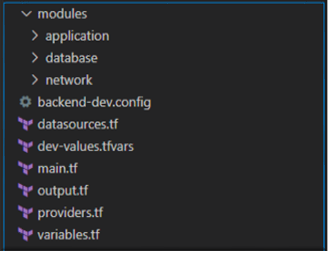 modules
application
database
network
backend-dev.config
datasources.tf
dev-values.tfvars
main.tf
output.tf
providers.tf
variables.tf